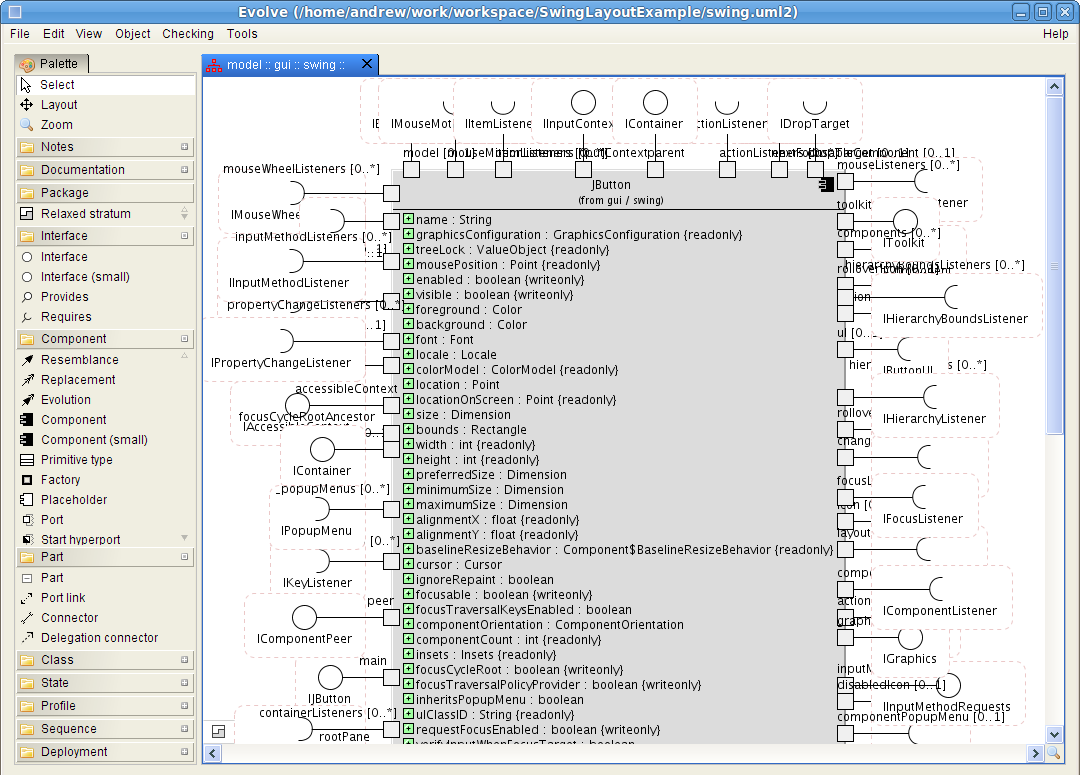 Evolve (/home/andrew/work/workspace/SwingLayoutExample/swing.uml2)
File Edit View Object Checking Tools Help
Palette
Select
Layout
Zoom
Notes
Documentation
Package
Relaxed stratum
Interface
Interface
Interface (small)
Provides
Requires
Component
Resemblance
Replacement
Evolution
Component
Component (small)
Primitive type
Factory
Placeholder
Port
Start hyperport
Part
Part
Port link
Connector
Delegation connector
Class
State
Profile
Sequence
Deployment
model :: gui :: swing ::
IMouseMot IItemListene IInputContex IContainer ctionListener IDropTarget
JButton
(from gui / swing)
name : String
graphicsConfiguration : GraphicsConfiguration {readonly}
treeLock : ValueObject {readonly}
mousePosition : Point {readonly}
enabled : boolean {writeonly}
visible : boolean {writeonly}
foreground : Color
background : Color
font : Font
locale : Locale
colorModel : ColorModel {readonly}
location : Point
locationOnScreen : Point {readonly}
size : Dimension
bounds : Rectangle
width : int {readonly}
height : int {readonly}
preferredSize : Dimension
minimumSize : Dimension
maximumSize : Dimension
alignmentX : float {readonly}
alignmentY : float {readonly}
baselineResizeBehavior : Component$BaselineResizeBehavior {readonly}
cursor : Cursor
ignoreRepaint : boolean
focusable : boolean {writeonly}
focusTraversalKeysEnabled : boolean
componentOrientation : ComponentOrientation
componentCount : int {readonly}
insets : Insets {readonly}
focusCycleRoot : boolean {writeonly}
focusTraversalPolicyProvider : boolean {writeonly}
inheritsPopupMenu : boolean
uIClassID : String {readonly}
requestFocusEnabled : boolean {writeonly}
verifyInputWhenFocusTarget : boolean
mouseWheelListeners [0..*]
IMouseWhee
inputMethodListeners [0..*]
IInputMethodListener
propertyChangeListeners [0..*]
IPropertyChangeListener
accessibleContext
focusCycleRootAncestor
IContainer
_popupMenus [0..*]
IPopupMenu
[0..*]
IKeyListener
peer
IComponentPeer
main
IJButton
containerListeners [0..*]
rootPane
mouseListeners [0..*]
tener
toolkit
components [0..*]
IToolkit
hierarchyBoundsListeners [0..*]
IHierarchyBoundsListener
IButtonUI
s [0..*]
IHierarchyListener
focusL
IFocusListener
layout
IComponentListener
action
graph
IGraphics
disabledIcon [0..1]
IInputMethodRequests
componentPopupMenu [0..1]